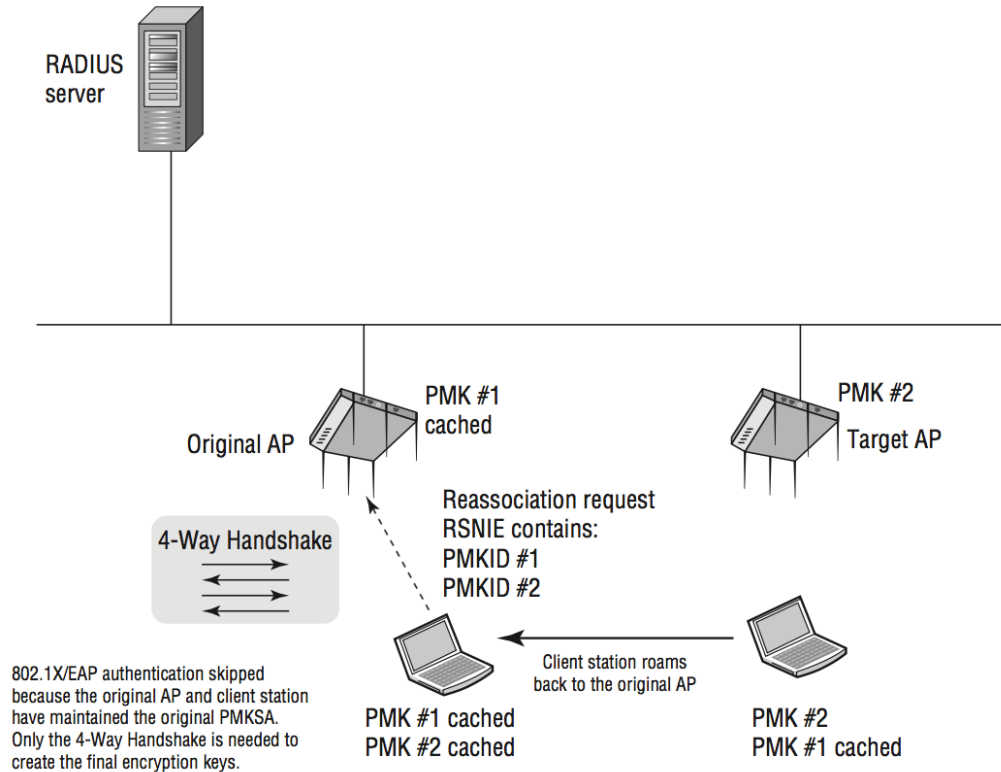 RADIUS
server
PMK #1
cached
Original AP
PMK #2
Target AP
Reassociation request
RSNIE contains:
PMKID #1
PMKID #2
4-Way Handshake
Client station roams
back to the original AP
802.1X/EAP authentication skipped
because the original AP and client station
have maintained the original PMKSA.
Only the 4-Way Handshake is needed to
create the final encryption keys.
PMK #1 cached
PMK #2 cached
PMK #2
PMK #1 cached